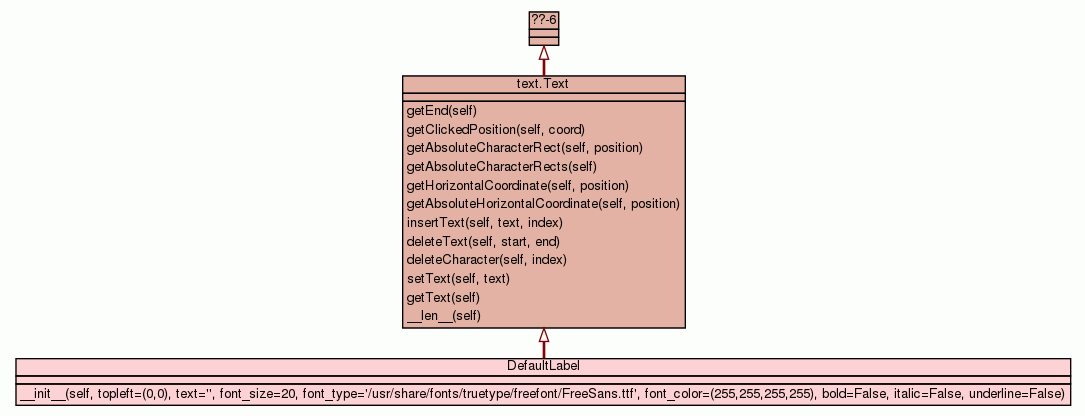 ??-6
text.Text
getEnd(self)
getClickedPosition(self, coord)
getAbsoluteCharacterRect(self, position)
getAbsoluteCharacterRects(self)
getHorizontalCoordinate(self, position)
getAbsoluteHorizontalCoordinate(self, position)
insertText(self, text, index)
deleteText(self, start, end)
deleteCharacter(self, index)
setText(self, text)
getText(self)
__len__(self)
DefaultLabel
__init__(self, topleft=(0,0), text='', font_size=20, font_type='/usr/share/fonts/truetype/freefont/FreeSans.ttf', font_color=(255,255,255,255), bold=False, italic=False, underline=False)